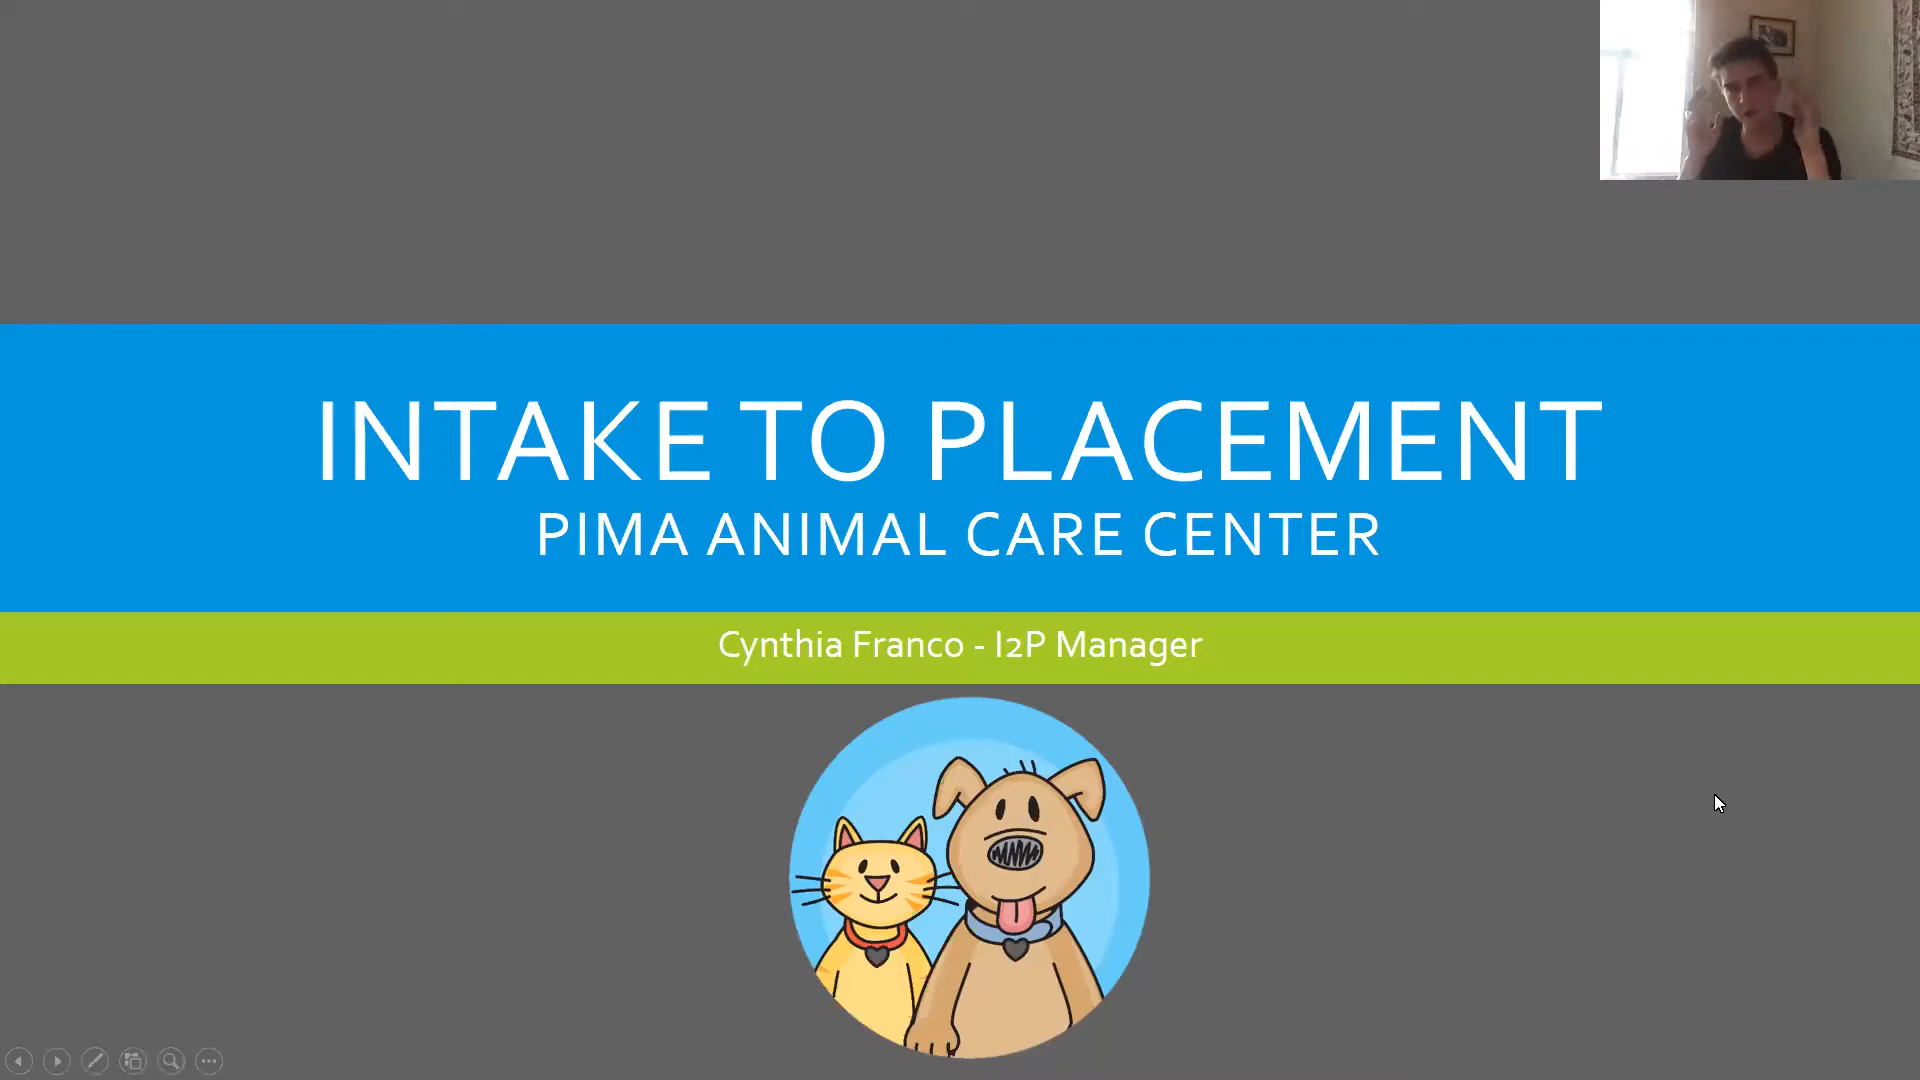 INTAKE TO PLACEMENT
PIMA ANIMAL CARE CENTER
Cynthia Franco - I2P Manager